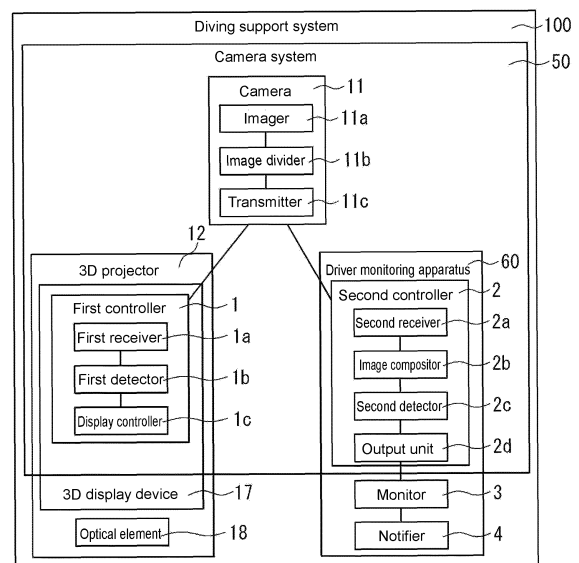 Diving support system 100
Camera system 50
Camera 11
Imager 11a
Image divider 11b
Transmitter 11c
3D projector 12
First controller 1
First receiver 1a
First detector 1b
Display controller 1c
3D display device 17
Optical element 18
Driver monitoring apparatus 60
Second controller 2
Second receiver 2a
Image compositor 2b
Second detector 2c
Output unit 2d
Monitor 3
Notifier 4